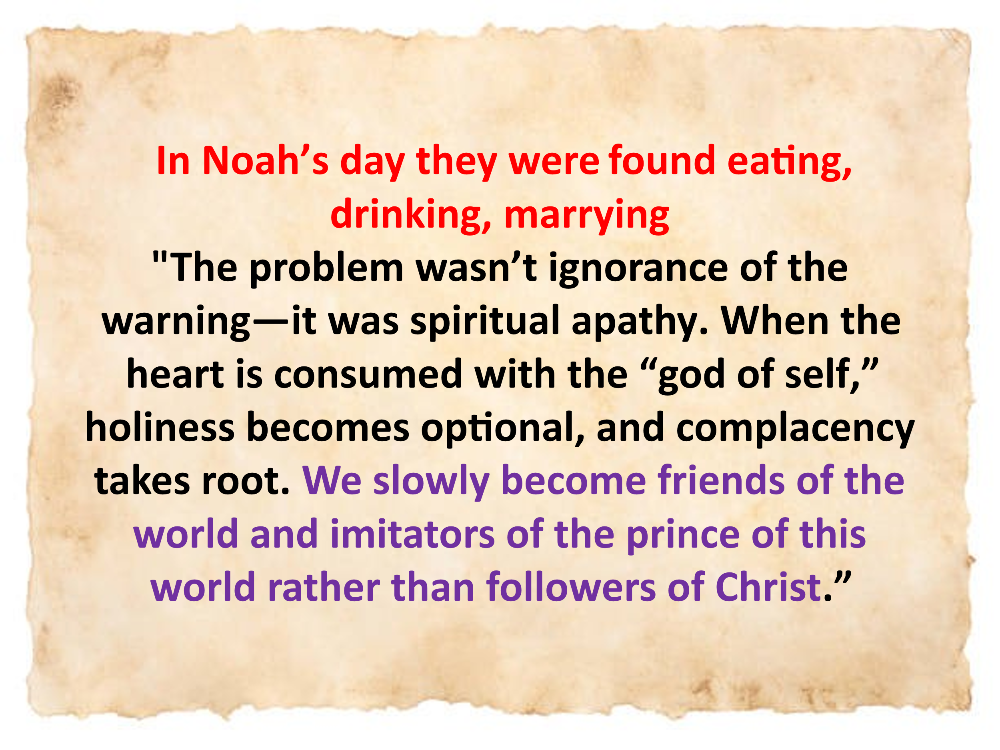 In Noah’s day they were found eating,
drinking, marrying
"The problem wasn’t ignorance of the
warning—it was spiritual apathy. When the
heart is consumed with the “god of self,”
holiness becomes optional, and complacency
takes root. We slowly become friends of the
world and imitators of the prince of this
world rather than followers of Christ.”